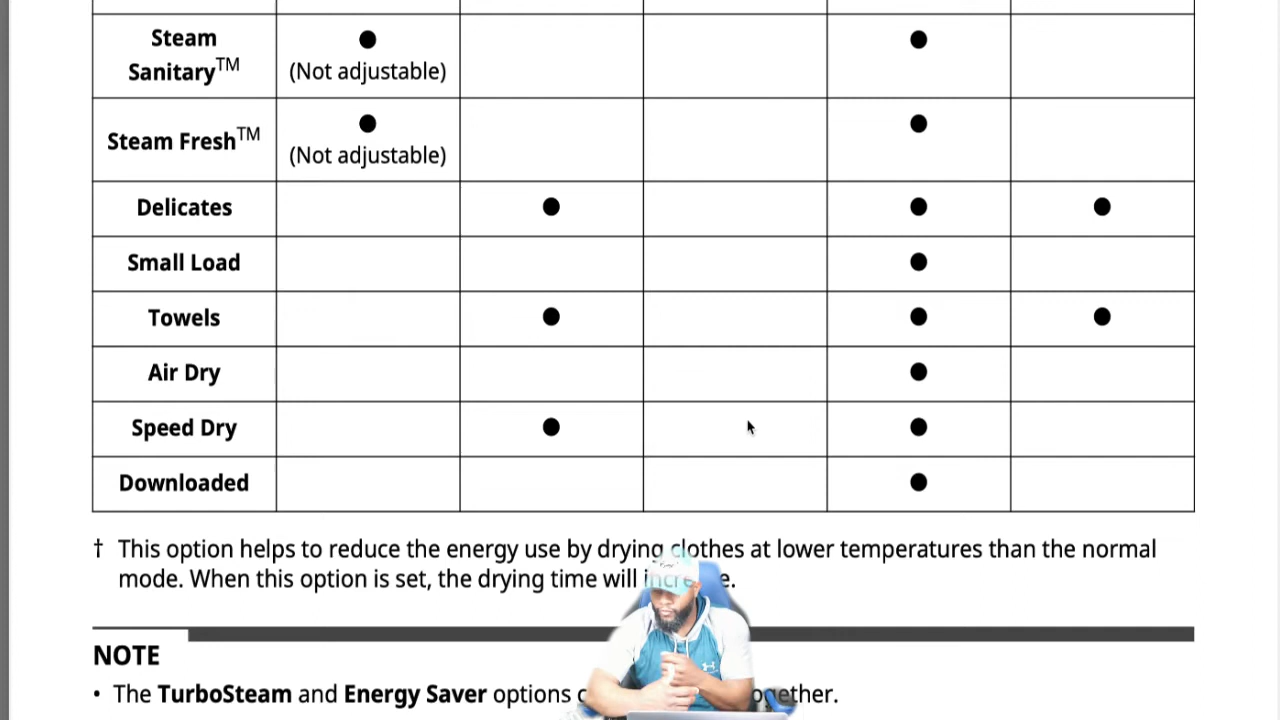 Steam
Sanitary™
●
●
(Not adjustable)
Steam Fresh™
●
●
(Not adjustable)
Delicates ● ● ●
Small Load ●
Towels ● ● ●
Air Dry ●
Speed Dry ● ●
Downloaded ●
† This option helps to reduce the energy use by drying clothes at lower temperatures than the normal
mode. When this option is set, the drying time will
NOTE
• The TurboSteam and Energy Saver options